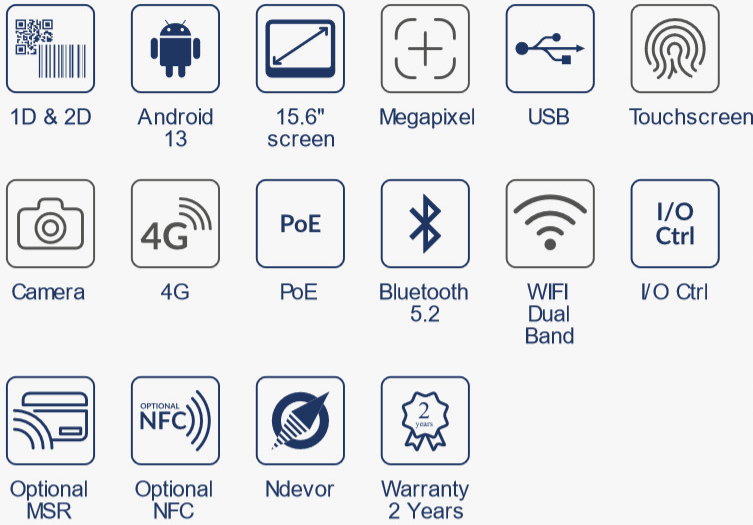 1D & 2D
Android
13
15.6"
screen
Megapixel
USB
Touchscreen
4G
PoE
I/O
Ctrl
Camera
4G
PoE
Bluetooth
5.2
WIFI
Dual
Band
I/O Ctrl
OPTIONAL
NFC
2
years
Optional
MSR
Optional
NFC
Ndevor
Warranty
2 Years